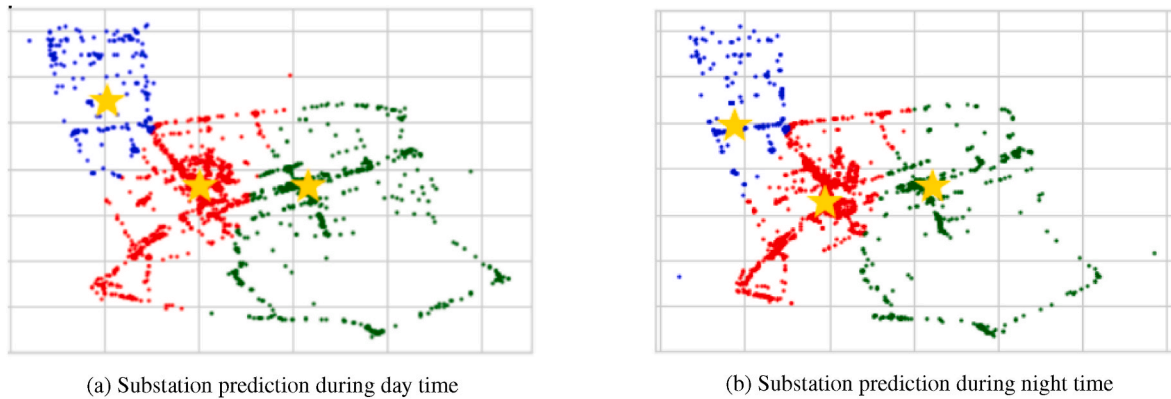 (a) Substation prediction during day time
(b) Substation prediction during night time